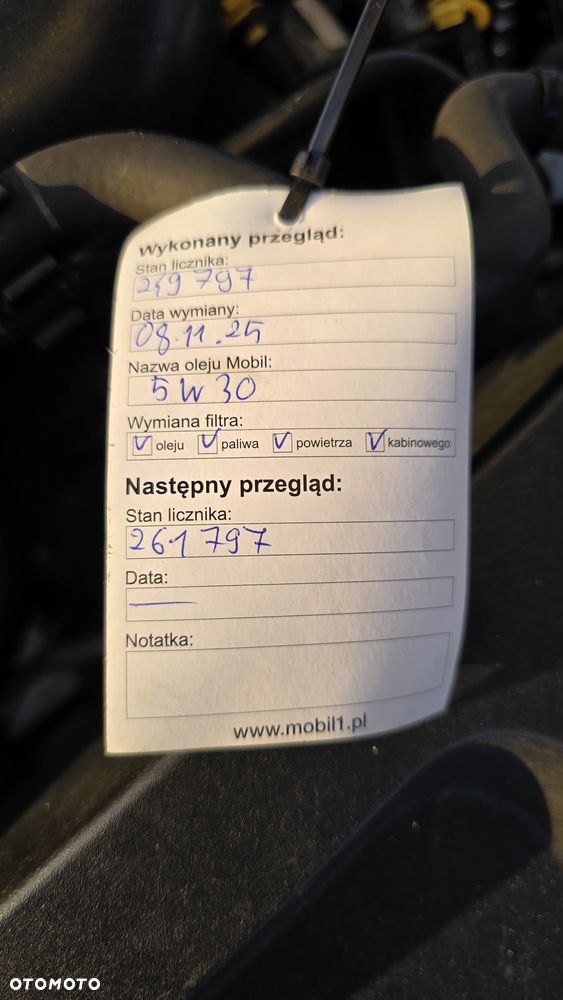 Wykonany przegląd:
Stan licznika:
249 797
Data wymiany:
08.11.25
Nazwa oleju Mobil:
5W30
Wymiana filtra:
oleju paliwa powietrza kabinowego
Następny przegląd:
Stan licznika:
261 797
Data:
Notatka:
www.mobil1.pl
OTOMOTO